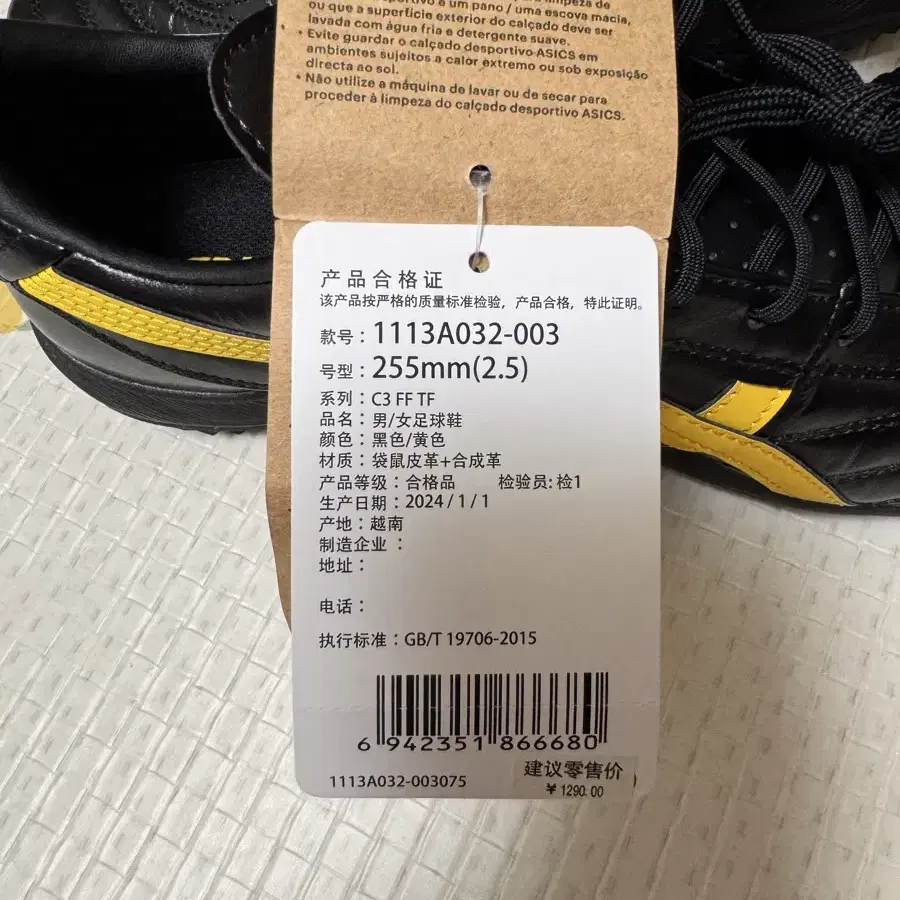 esportivo e um pano / uma escova macia,
ou que a superfície exterior do calçado deve ser
lavada com água fria e detergente suave.
• Evite guardar o calçado desportivo ASICS em
ambientes sujeitos a calor extremo ou sob exposição
directa ao sol.
• Não utilize a máquina de lavar ou de secar para
proceder à limpeza do calçado desportivo ASICS.
产品合格证
该产品按严格的质量标准检验，产品合格，特此证明。
款号：1113A032-003
号型：255mm(2.5)
系列：C3 FF TF
品名：男/女足球鞋
颜色：黑色/黄色
材质：袋鼠皮革+合成革
产品等级：合格品 检验员: 检1
生产日期：2024 / 1 / 1
产地：越南
制造企业：
地址：
电话：
执行标准：GB/T 19706-2015
6 942351 866680
1113A032-003075
建议零售价
￥1290.00